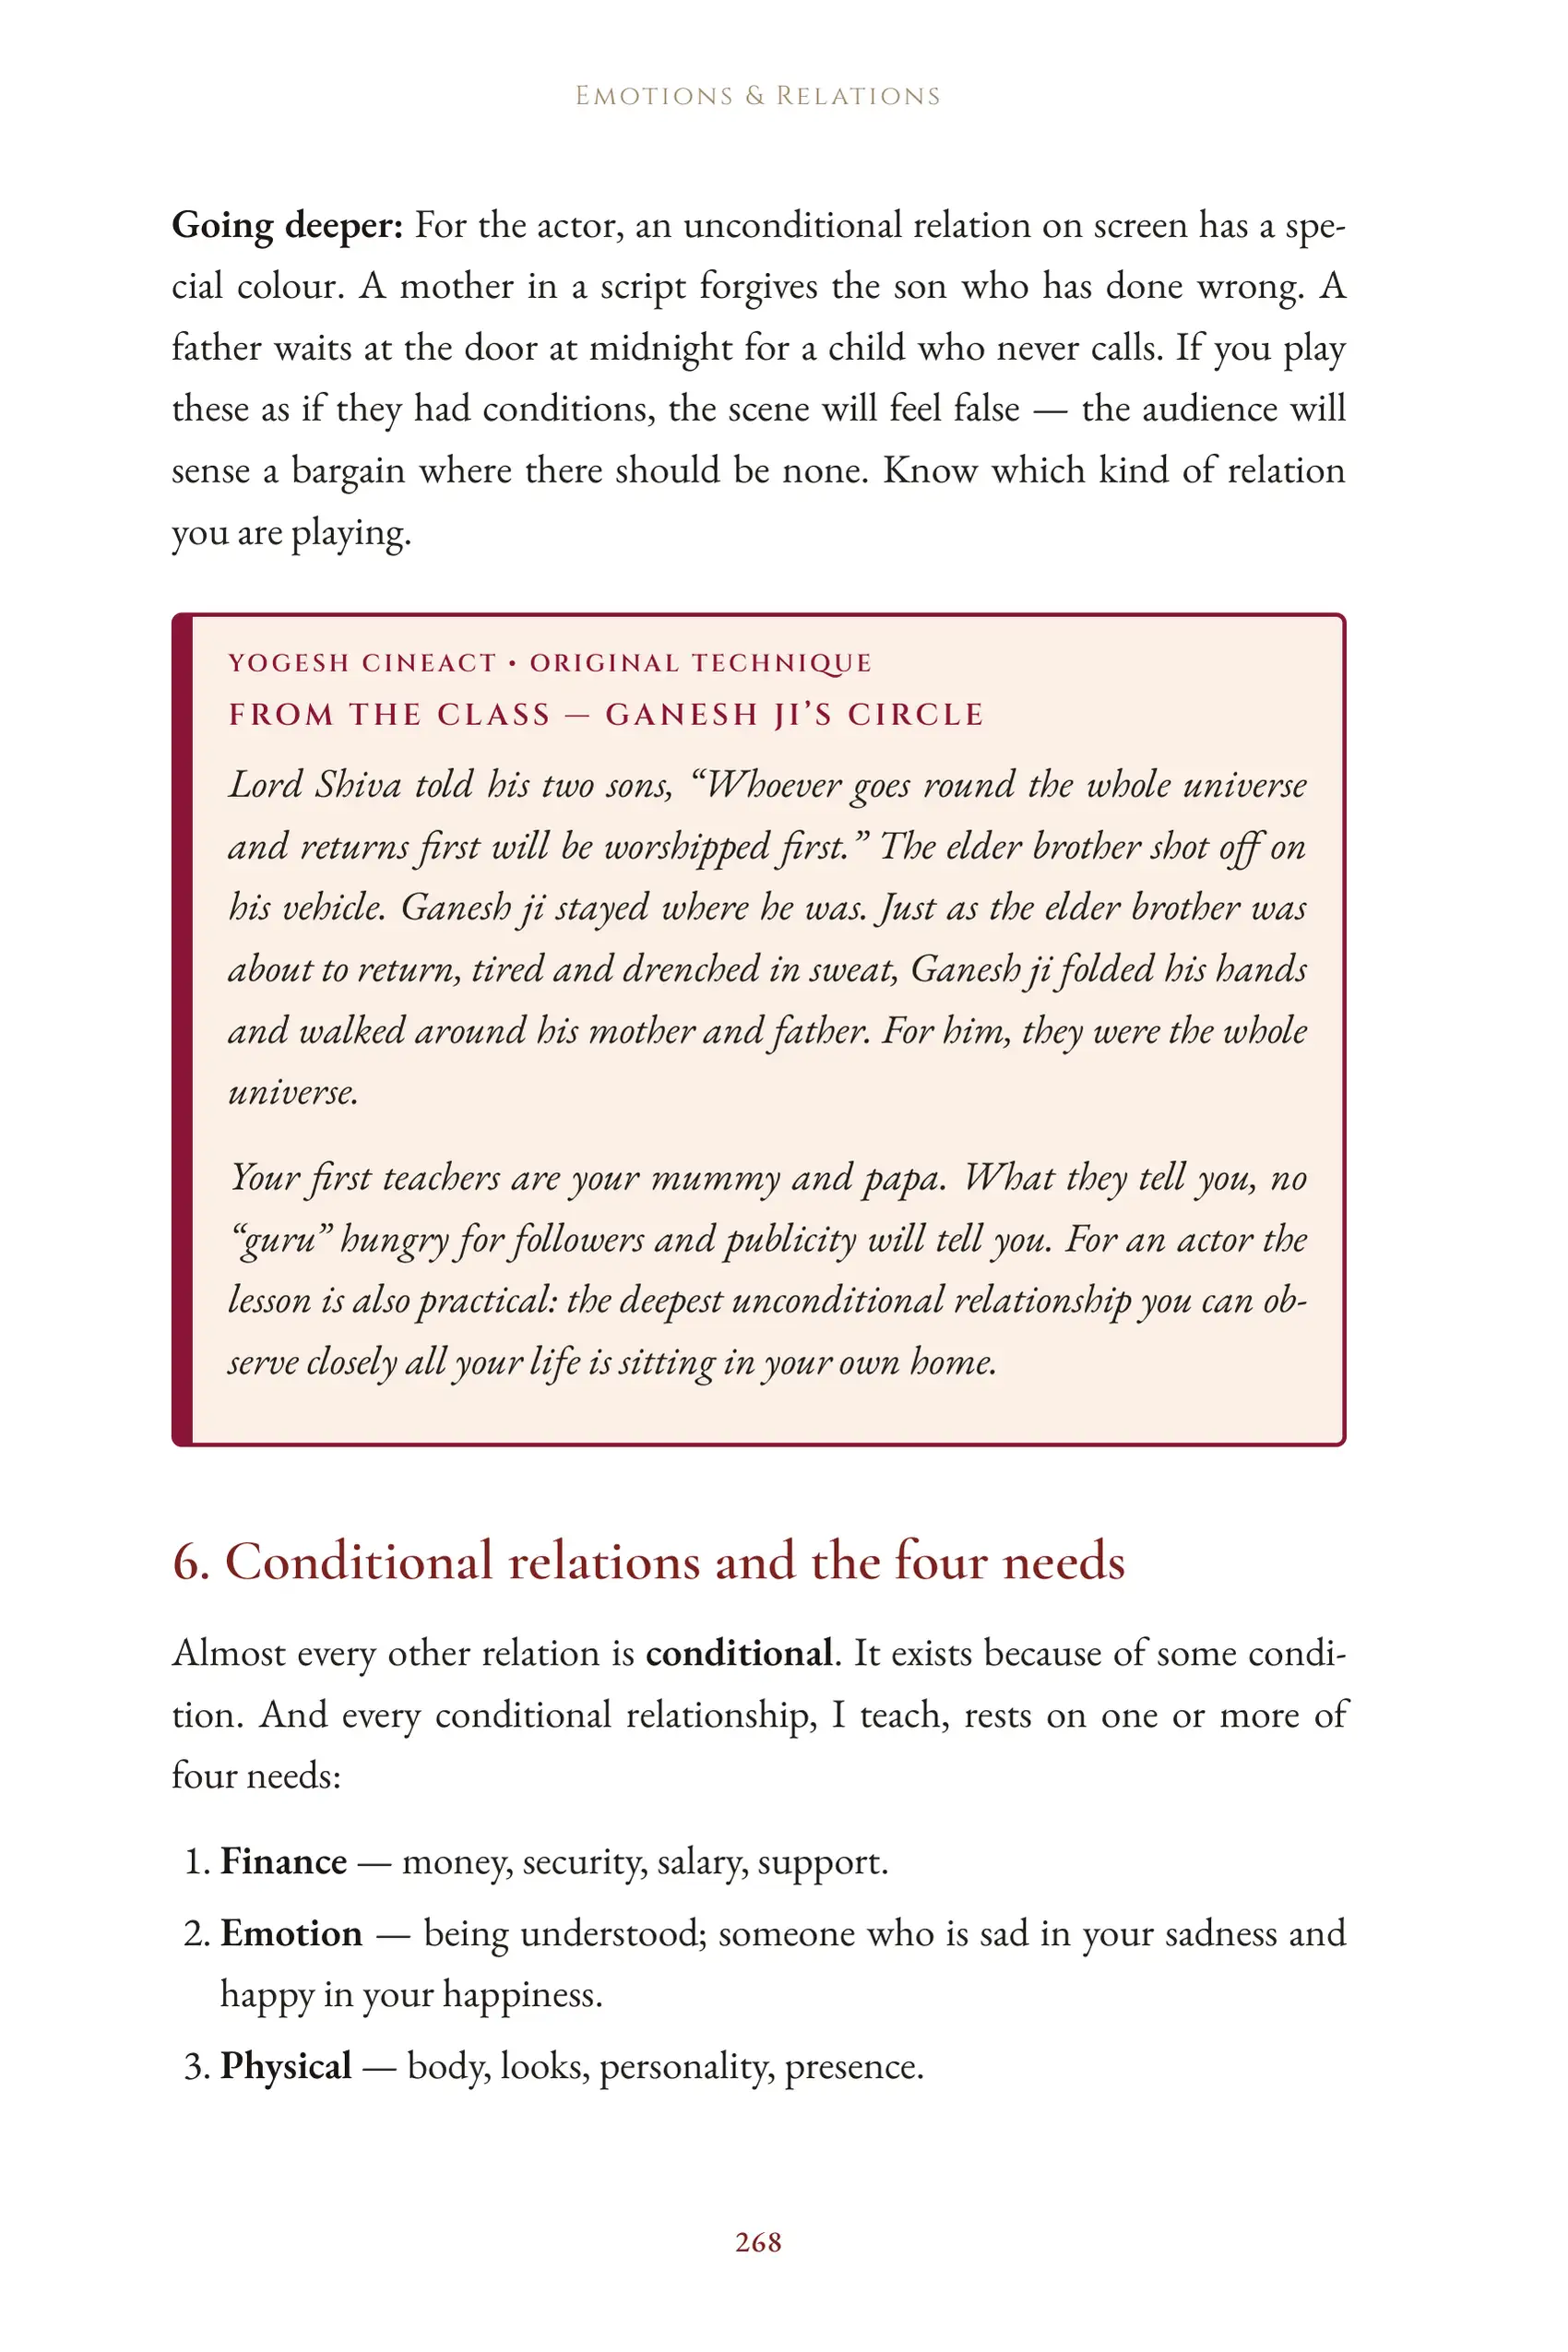 EMOTIONS & RELATIONS
Going deeper: For the actor, an unconditional relation on screen has a spe-
cial colour. A mother in a script forgives the son who has done wrong. A
father waits at the door at midnight for a child who never calls. If you play
these as if they had conditions, the scene will feel false — the audience will
sense a bargain where there should be none. Know which kind of relation
you are playing.
YOGESH CINEACT • ORIGINAL TECHNIQUE
FROM THE CLASS — GANESH JI’S CIRCLE
Lord Shiva told his two sons, “Whoever goes round the whole universe
and returns first will be worshipped first.” The elder brother shot off on
his vehicle. Ganesh ji stayed where he was. Just as the elder brother was
about to return, tired and drenched in sweat, Ganesh ji folded his hands
and walked around his mother and father. For him, they were the whole
universe.
Your first teachers are your mummy and papa. What they tell you, no
“guru” hungry for followers and publicity will tell you. For an actor the
lesson is also practical: the deepest unconditional relationship you can ob-
serve closely all your life is sitting in your own home.
6. Conditional relations and the four needs
Almost every other relation is conditional. It exists because of some condi-
tion. And every conditional relationship, I teach, rests on one or more of
four needs:
1. Finance — money, security, salary, support.
2. Emotion — being understood; someone who is sad in your sadness and
happy in your happiness.
3. Physical — body, looks, personality, presence.
268